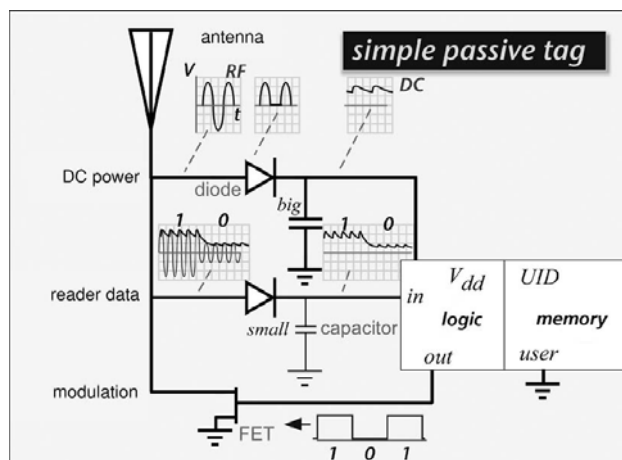 antenna
simple passive tag
V RF
t
DC
DC power
diode
big
1 0
1 0
reader data
in
V_dd
UID
logic
memory
small
capacitor
out
user
modulation
FET
1 0 1